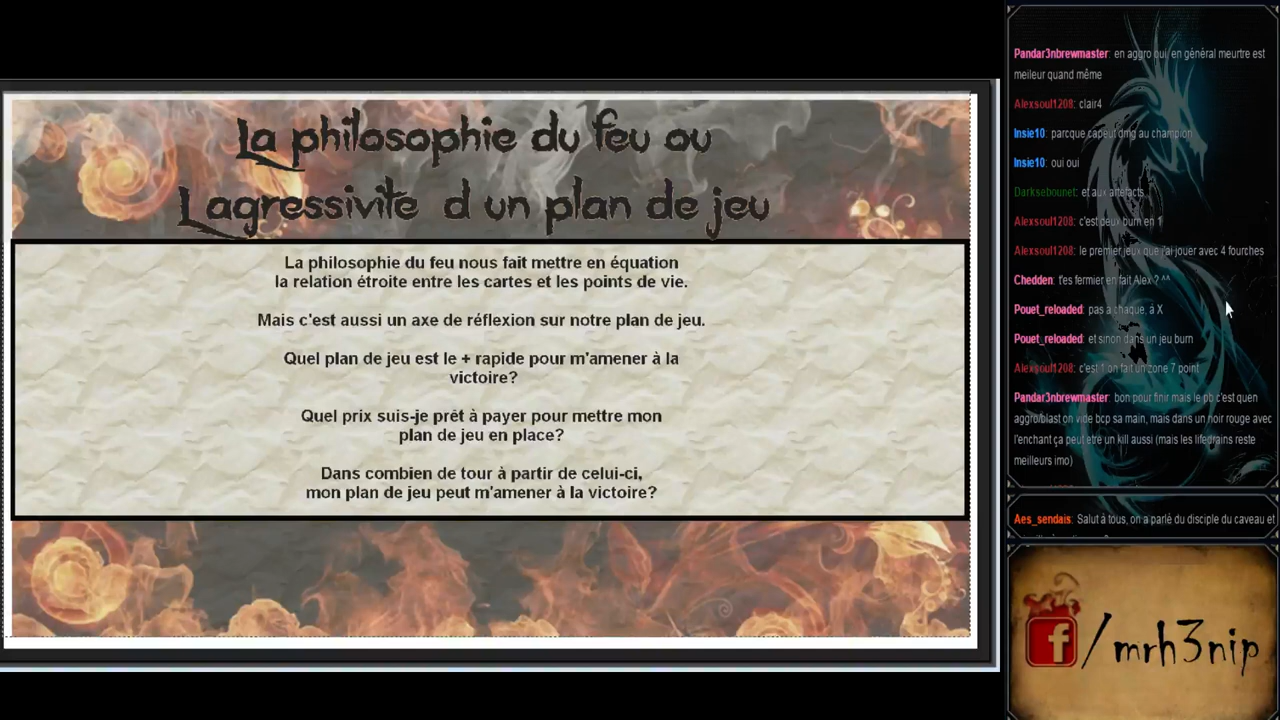 La philosophie du feu ou
Lagressivite d un plan de jeu
La philosophie du feu nous fait mettre en équation
la relation étroite entre les cartes et les points de vie.
Mais c'est aussi un axe de réflexion sur notre plan de jeu.
Quel plan de jeu est le + rapide pour m'amener à la
victoire?
Quel prix suis-je prêt à payer pour mettre mon
plan de jeu en place?
Dans combien de tour à partir de celui-ci,
mon plan de jeu peut m'amener à la victoire?
Pandar3nbrewmaster: en aggro oui, en général meurtre est
meileur quand même
Alexsoul1208: clair4
Insie10: parcque capeut dmg au champion
Insie10: oui oui
Darksebounet: et aux artefacts
Alexsoul1208: c'est deux burn en 1
Alexsoul1208: le premier jeux que j'ai jouer avec 4 fourches
Chedden: t'es fermier en fait Alex ? ^^
Pouet_reloaded: pas a chaque, a X
Pouet_reloaded: et sinon dans un jeu burn
Alexsoul1208: c'est 1 on fait un zone 7 point
Pandar3nbrewmaster: bon pour finir mais le pb c'est quen
aggro/blast on vide bcp sa main, mais dans un noir rouge avec
l'enchant ça peut etre un kill aussi (mais les lifedrains reste
meilleurs imo)
Aes_sendais: Salut à tous, on a parlé du disciple du caveau et
f/mrh3nip